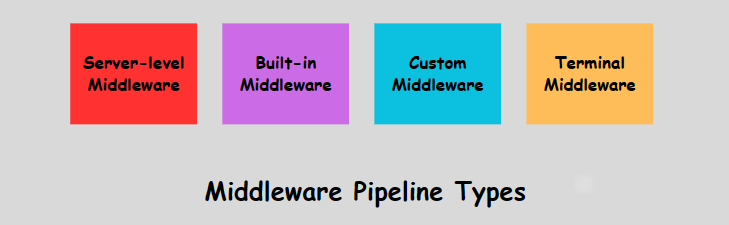 Server-level
Middleware
Built-in
Middleware
Custom
Middleware
Terminal
Middleware
Middleware Pipeline Types